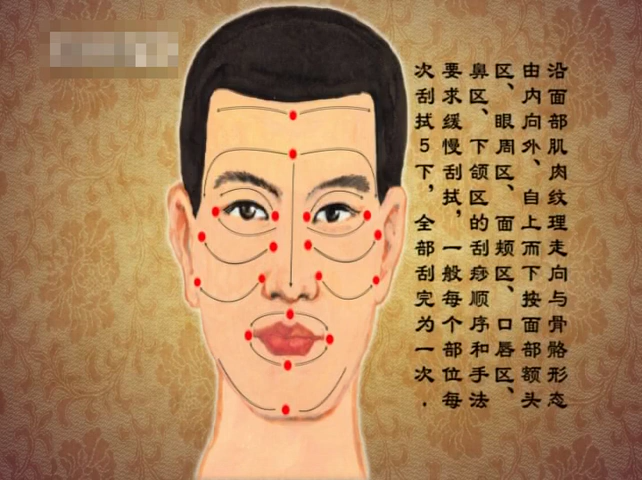 沿面部肌肉纹理走向与骨骼形态
由内向外、自上而下按面部额头
区、眼周区、面颊区、口唇区、
鼻区、下颌区的刮痧顺序和手法
要求缓慢刮拭，一般每个部位每
次刮拭5下，全部刮完为一次.